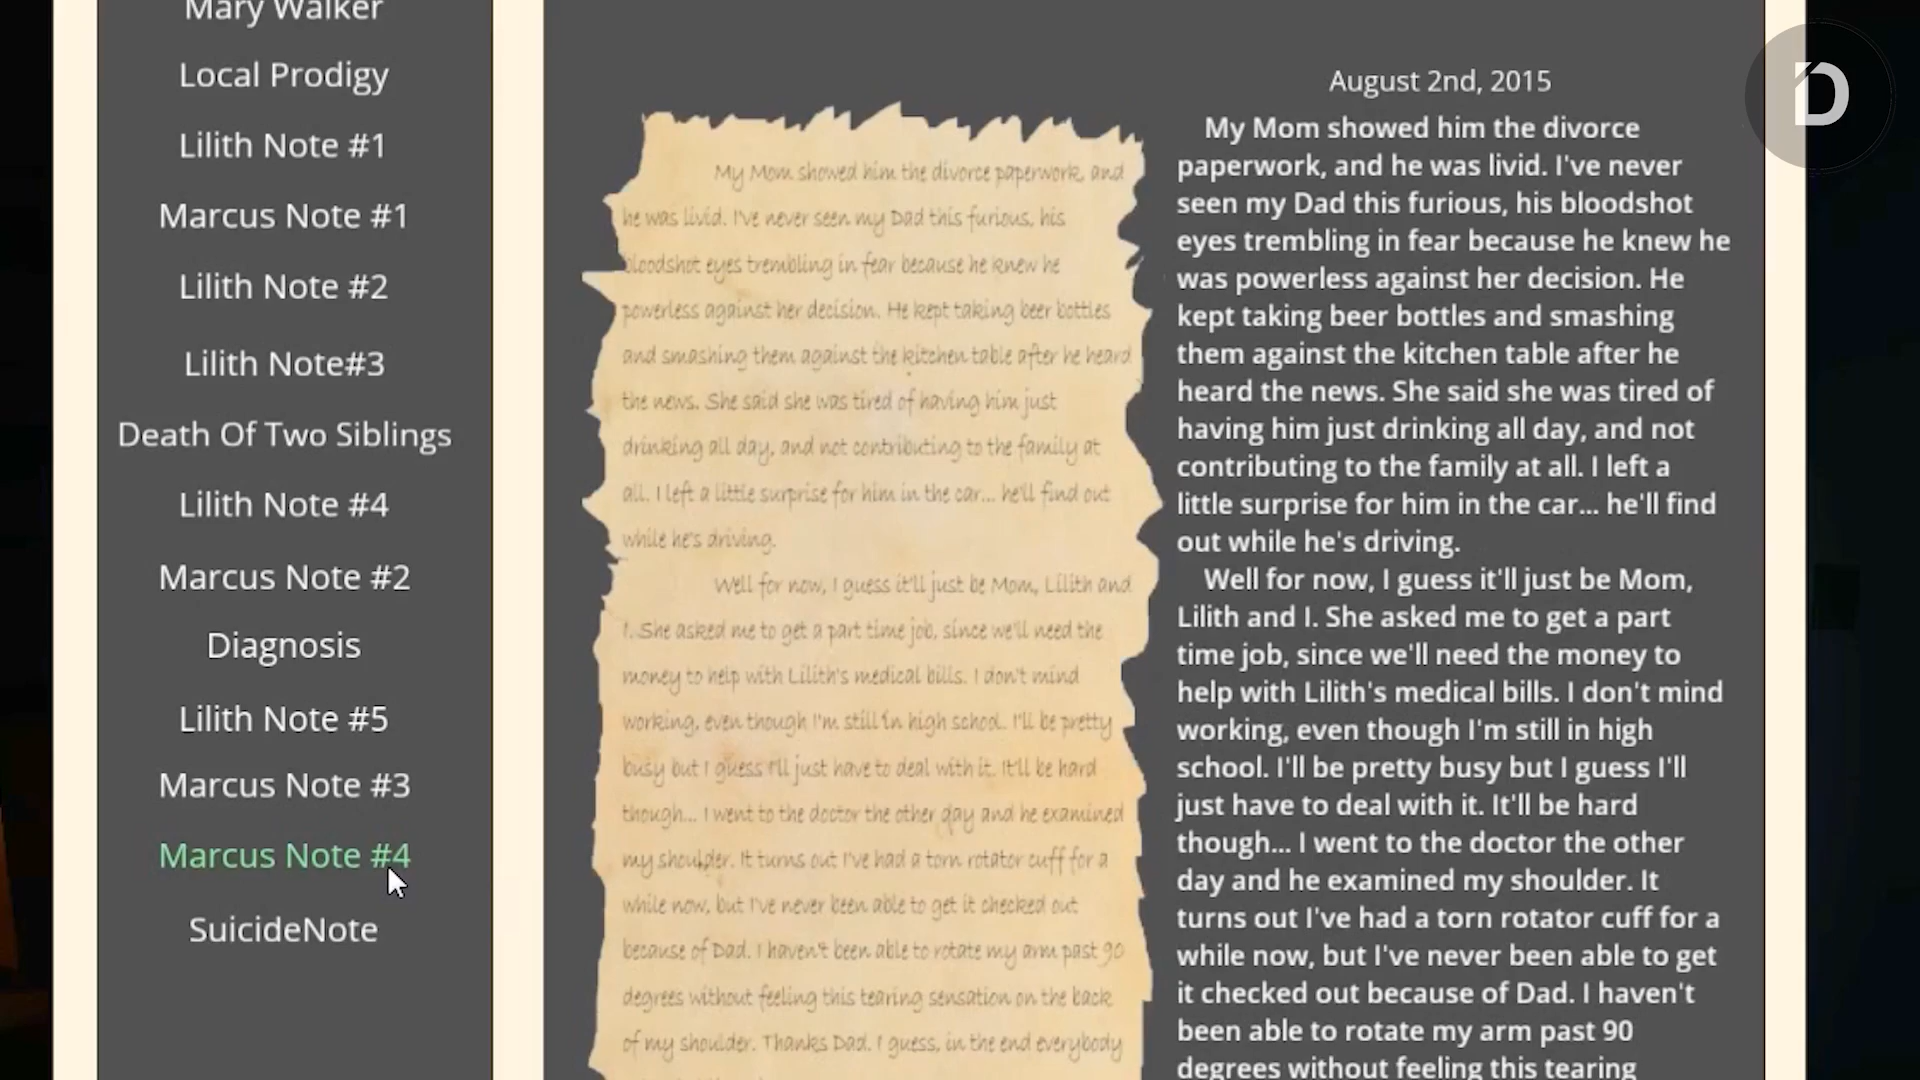 Mary Walker
Local Prodigy
Lilith Note #1
Marcus Note #1
Lilith Note #2
Lilith Note#3
Death Of Two Siblings
Lilith Note #4
Marcus Note #2
Diagnosis
Lilith Note #5
Marcus Note #3
Marcus Note #4
SuicideNote
My Mom showed him the divorce paperwork, and
he was livid. I've never seen my Dad this furious, his
bloodshot eyes trembling in fear because he knew he
powerless against her decision. He kept taking beer bottles
and smashing them against the kitchen table after he heard
the news. She said she was tired of having him just
drinking all day, and not contributing to the family at
all. I left a little surprise for him in the car... he'll find out
while he's driving.
Well for now, I guess it'll just be Mom, Lilith and
I. She asked me to get a part time job, since we'll need the
money to help with Lilith's medical bills. I don't mind
working, even though I'm still in high school. I'll be pretty
busy but I guess I'll just have to deal with it. It'll be hard
though... I went to the doctor the other day and he examined
my shoulder. It turns out I've had a torn rotator cuff for a
while now, but I've never been able to get it checked out
because of Dad. I haven't been able to rotate my arm past 90
degrees without feeling this tearing sensation on the back
of my shoulder. Thanks Dad. I guess, in the end everybody
August 2nd, 2015
My Mom showed him the divorce
paperwork, and he was livid. I've never
seen my Dad this furious, his bloodshot
eyes trembling in fear because he knew he
was powerless against her decision. He
kept taking beer bottles and smashing
them against the kitchen table after he
heard the news. She said she was tired of
having him just drinking all day, and not
contributing to the family at all. I left a
little surprise for him in the car... he'll find
out while he's driving.
Well for now, I guess it'll just be Mom,
Lilith and I. She asked me to get a part
time job, since we'll need the money to
help with Lilith's medical bills. I don't mind
working, even though I'm still in high
school. I'll be pretty busy but I guess I'll
just have to deal with it. It'll be hard
though... I went to the doctor the other
day and he examined my shoulder. It
turns out I've had a torn rotator cuff for a
while now, but I've never been able to get
it checked out because of Dad. I haven't
been able to rotate my arm past 90
degrees without feeling this tearing
D